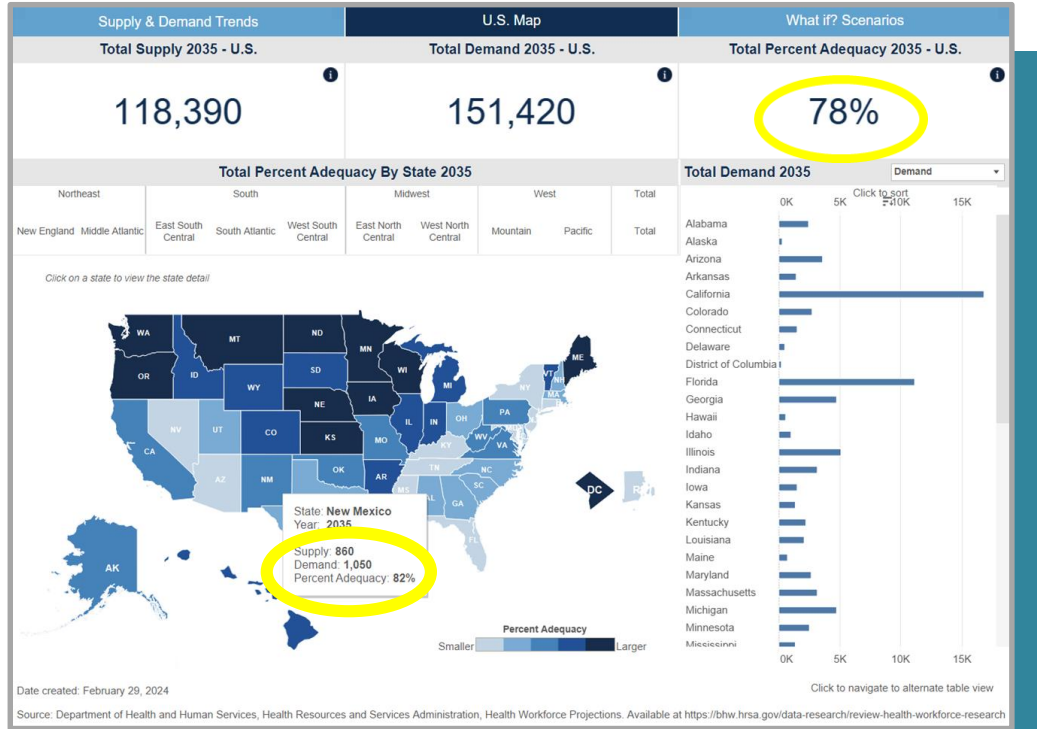 Supply & Demand Trends
U.S. Map
What if? Scenarios
Total Supply 2035 - U.S.
Total Demand 2035 - U.S.
Total Percent Adequacy 2035 - U.S.
118,390
151,420
78%
Total Percent Adequacy By State 2035
Total Demand 2035
Demand
Northeast
South
Midwest
West
Total
New England
Middle Atlantic
East South
Central
South Atlantic
West South
Central
East North
Central
West North
Central
Mountain
Pacific
Total
Click on a state to view the state detail
WA
MT
ND
MN
ME
OR
ID
SD
WI
VT
NH
WY
MI
NY
MA
NE
IA
PA
NV
UT
CO
IL
IN
OH
CA
KS
MO
WV
VA
KY
AZ
NM
OK
AR
TN
NC
MS
AL
GA
SC
DC
FL
AK
State: New Mexico
Year: 2035
Supply: 860
Demand: 1,050
Percent Adequacy: 82%
Percent Adequacy
Smaller
Larger
Click to sort
0K 5K 10K 15K
Alabama
Alaska
Arizona
Arkansas
California
Colorado
Connecticut
Delaware
District of Columbia
Florida
Georgia
Hawaii
Idaho
Illinois
Indiana
Iowa
Kansas
Kentucky
Louisiana
Maine
Maryland
Massachusetts
Michigan
Minnesota
Mississippi
0K 5K 10K 15K
Date created: February 29, 2024
Click to navigate to alternate table view
Source: Department of Health and Human Services, Health Resources and Services Administration, Health Workforce Projections. Available at https://bhw.hrsa.gov/data-research/review-health-workforce-research